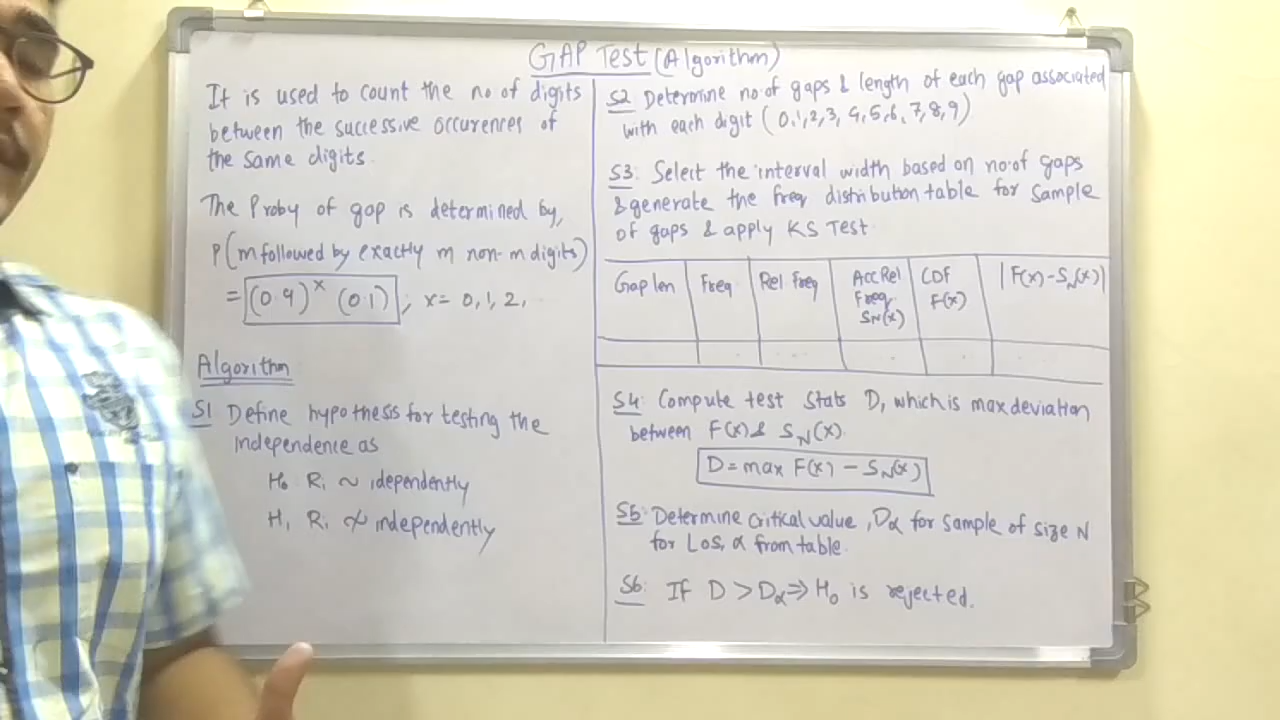 GAP Test (Algorithm)
It is used to count the no of digits
between the successive occurences of
the same digits.
The Proby of gap is determined by,
P(m followed by exactly m non-m digits)
= (0.9)^x (0.1) ; x = 0, 1, 2,
Algorithm
S1 Define hypothess for testing the
independence as
H0 Ri ~ idependently
H1 Ri ≁ independently
S2 Determine no of gaps & length of each gap associated
with each digit (0,1,2,3,4,5,6,7,8,9)
S3: Select the interval width based on no.of gaps
& generate the freq distribution table for sample
of gaps & apply KS Test
Gap len Freq Rel Freq Acc Rel Freq SN(x) CDF F(x) |F(x)-SN(x)|
S4: Compute test stats D, which is max deviation
between F(x) & SN(x)
D = max F(x) - SN(x)
S5: Determine critical value, Dα for sample of size N
for LOS, α from table.
S6: If D > Dα ⇒ H0 is rejected.